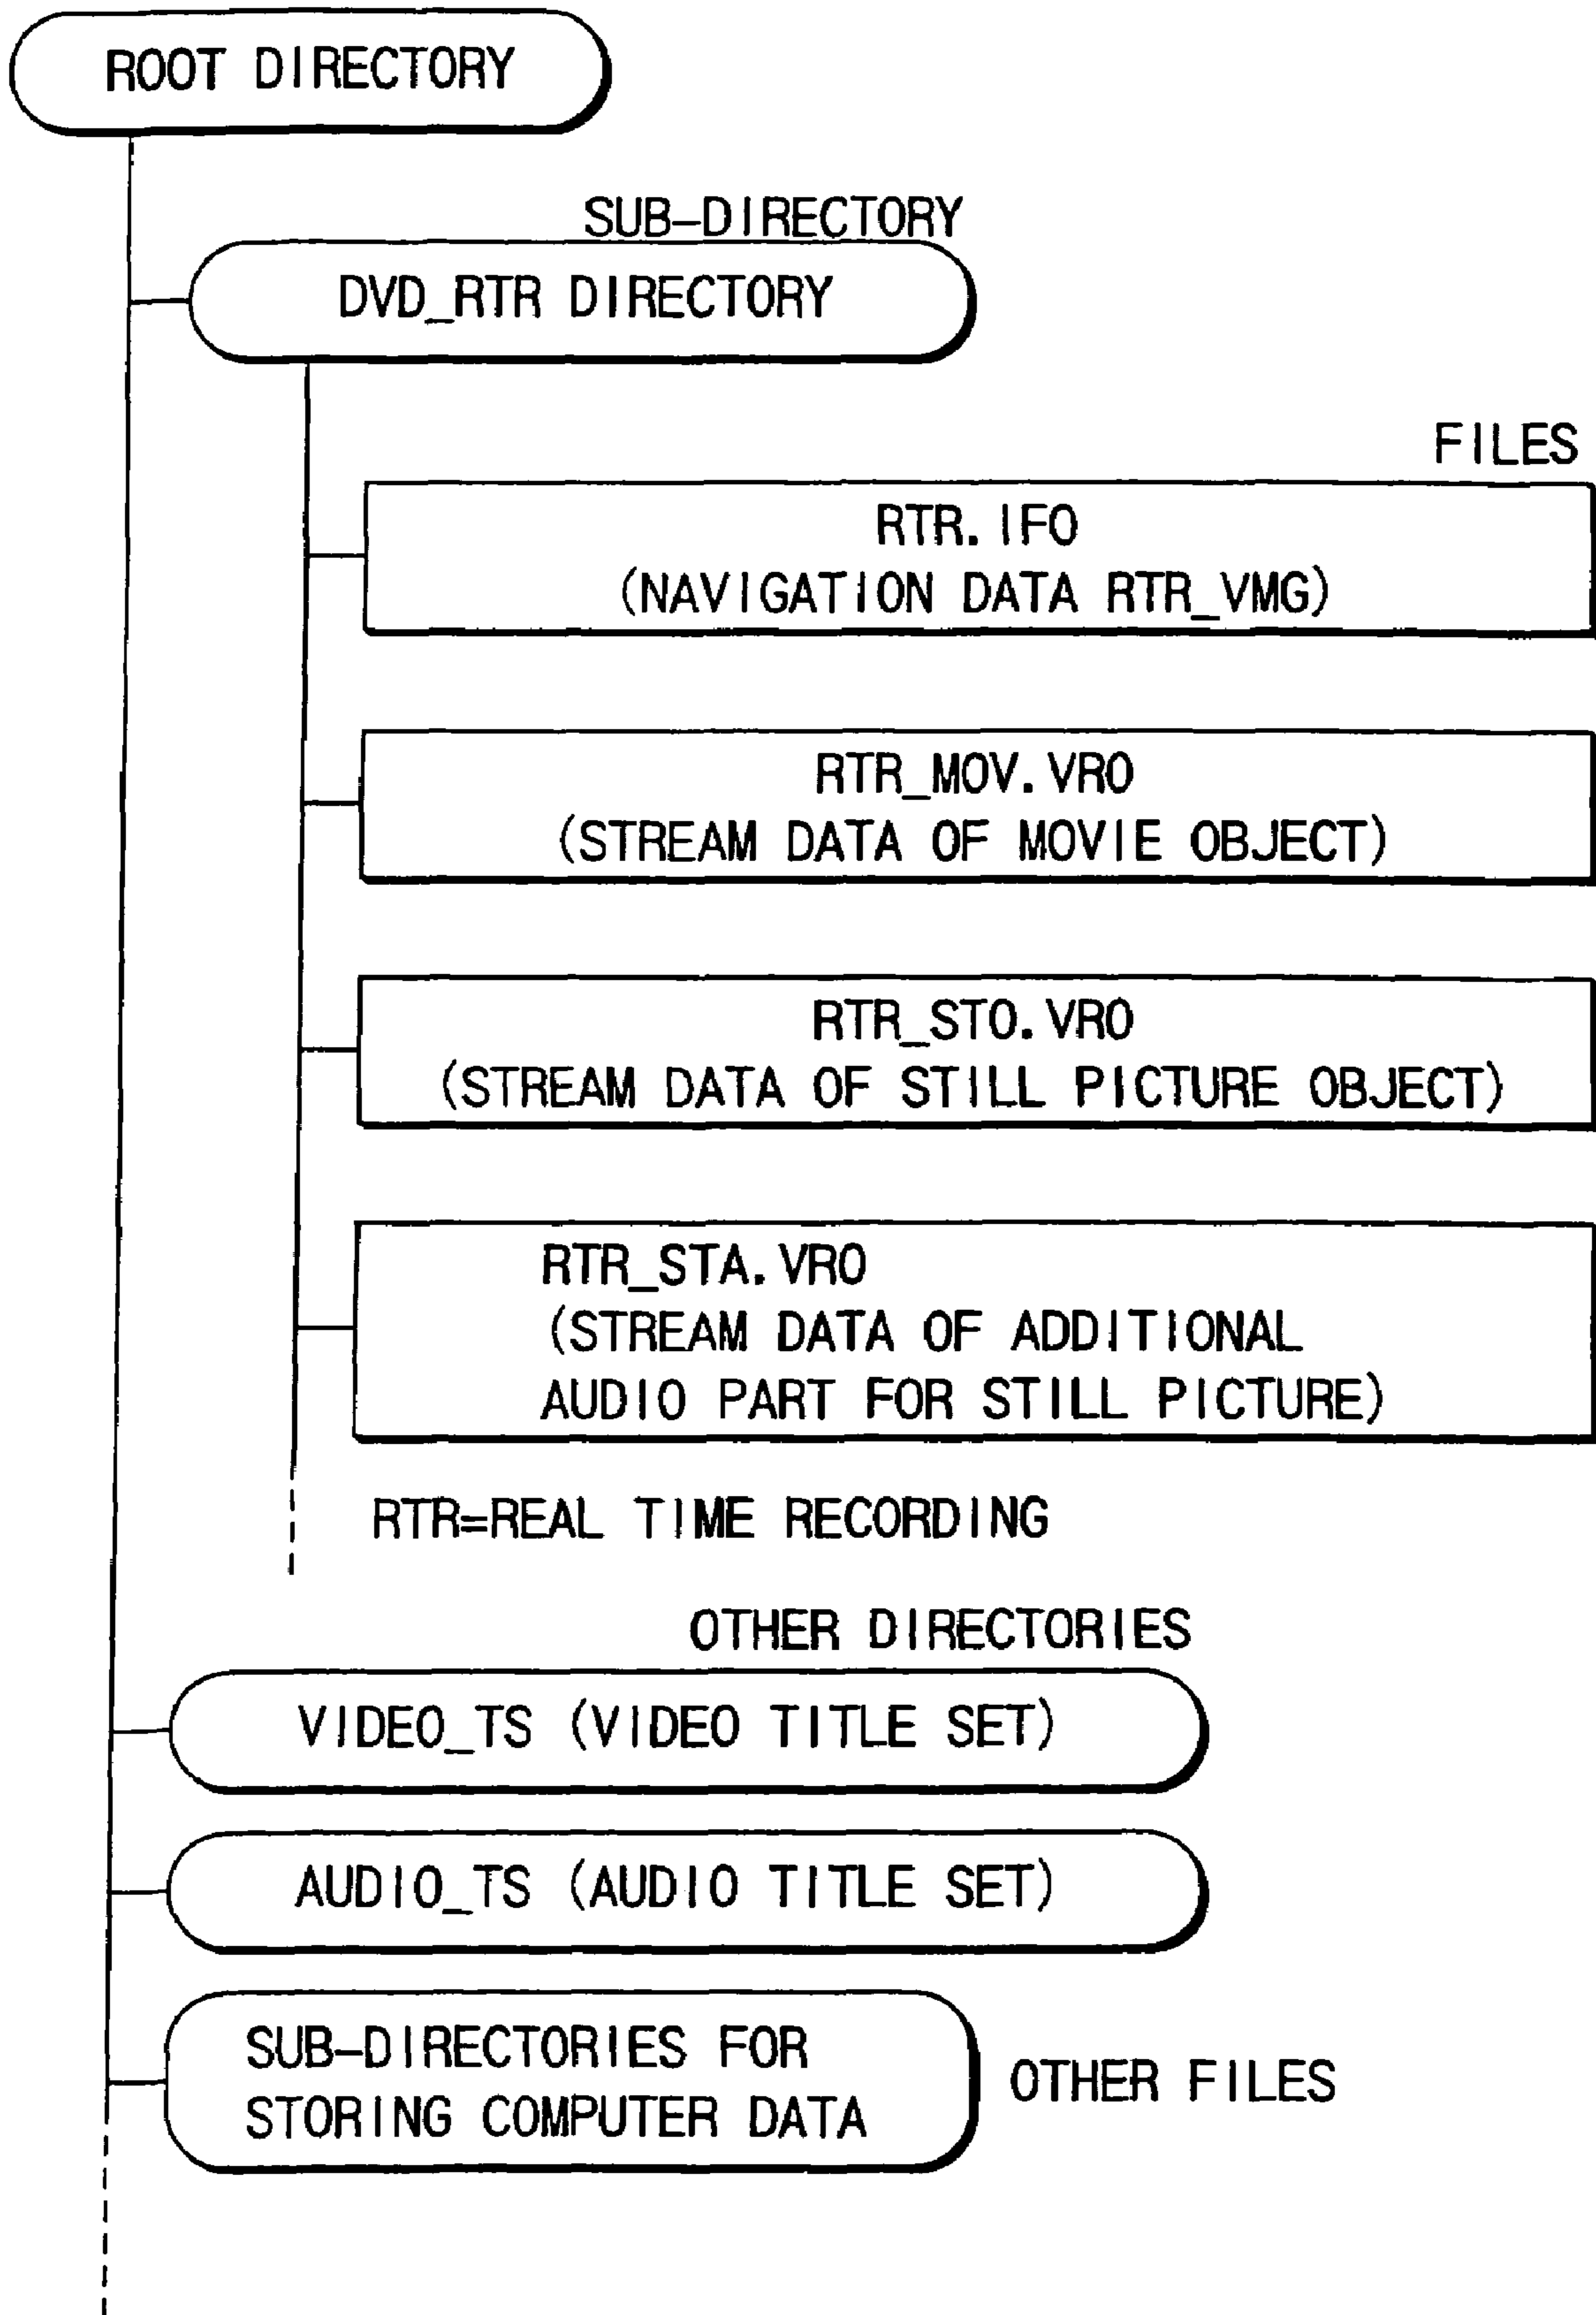 ROOT DIRECTORY
SUB-DIRECTORY
DVD_RTR DIRECTORY
FILES
RTR.IFO
(NAVIGATION DATA RTR_VMG)
RTR_MOV.VRO
(STREAM DATA OF MOVIE OBJECT)
RTR_STO.VRO
(STREAM DATA OF STILL PICTURE OBJECT)
RTR_STA.VRO
(STREAM DATA OF ADDITIONAL
AUDIO PART FOR STILL PICTURE)
RTR=REAL TIME RECORDING
OTHER DIRECTORIES
VIDEO_TS (VIDEO TITLE SET)
AUDIO_TS (AUDIO TITLE SET)
SUB-DIRECTORIES FOR
STORING COMPUTER DATA
OTHER FILES